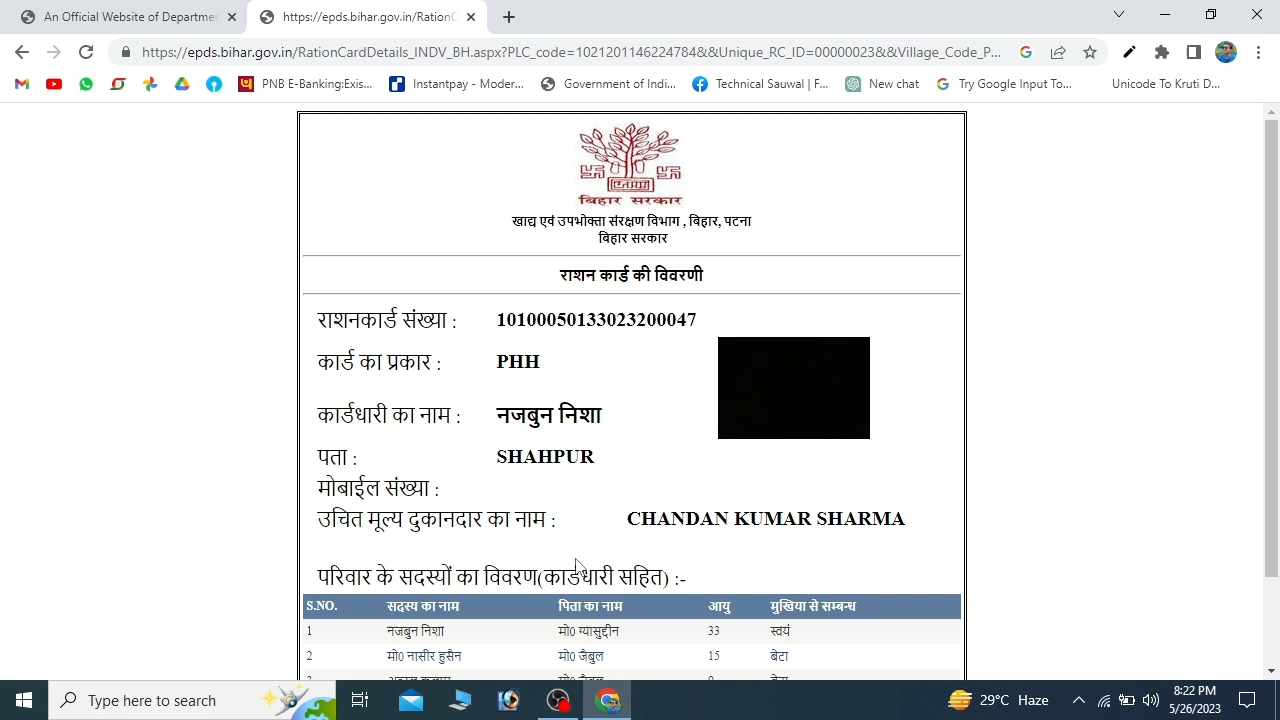 An Official Website of Departmen
https://epds.bihar.gov.in/RationC
https://epds.bihar.gov.in/RationCardDetails_INDV_BH.aspx?PLC_code=1021201146224784&&Unique_RC_ID=00000023&&Village_Code_P...
PNB E-Banking:Exis... Instantpay - Moder... Government of Indi... Technical Sauwal | F... New chat Try Google Input To... Unicode To Kruti D...
बिहार सरकार
खाद्य एवं उपभोक्ता संरक्षण विभाग , बिहार, पटना
बिहार सरकार
राशन कार्ड की विवरणी
राशनकार्ड संख्या : 10100050133023200047
कार्ड का प्रकार : PHH
कार्डधारी का नाम : नजबुन निशा
पता : SHAHPUR
मोबाईल संख्या :
उचित मूल्य दुकानदार का नाम : CHANDAN KUMAR SHARMA
परिवार के सदस्यों का विवरण(कार्डधारी सहित) :-
S.NO. सदस्य का नाम पिता का नाम आयु मुखिया से सम्बन्ध
1 नजबुन निशा मो0 ग्यासुद्दीन 33 स्वयं
2 मो0 नासीर हुसैन मो0 जैबुल 15 बेटा
Type here to search
29°C Haze
8:22 PM
5/26/2023